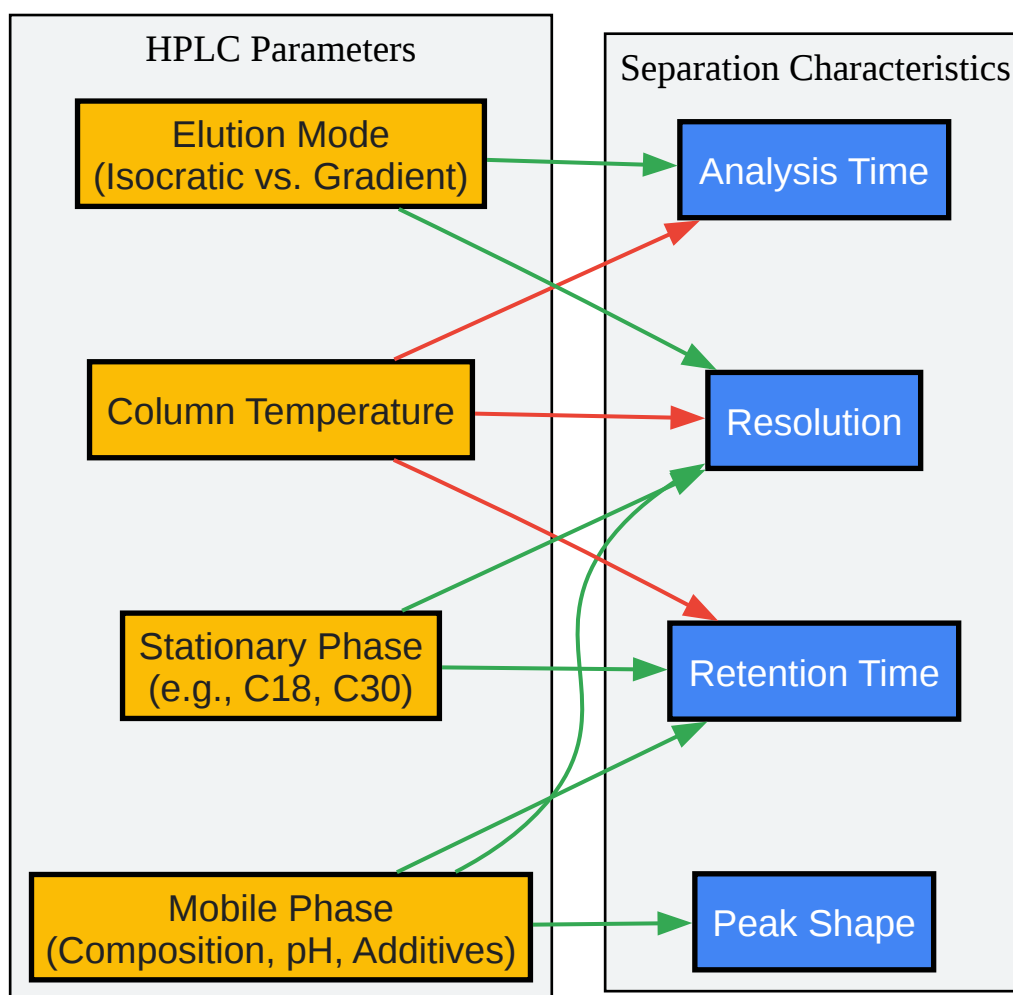 HPLC Parameters
Elution Mode
(Isocratic vs. Gradient)
Column Temperature
Stationary Phase
(e.g., C18, C30)
Mobile Phase
(Composition, pH, Additives)
Separation Characteristics
Analysis Time
Resolution
Retention Time
Peak Shape